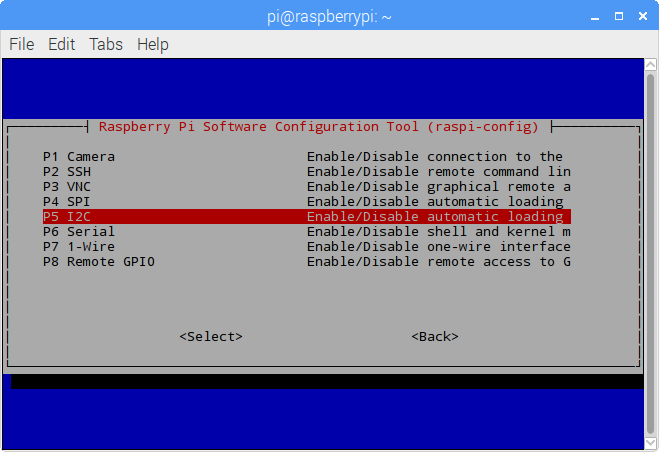 pi@raspberrypi: ~
File Edit Tabs Help
Raspberry Pi Software Configuration Tool (raspi-config)
P1 Camera Enable/Disable connection to the
P2 SSH Enable/Disable remote command lin
P3 VNC Enable/Disable graphical remote a
P4 SPI Enable/Disable automatic loading
P5 I2C Enable/Disable automatic loading
P6 Serial Enable/Disable shell and kernel m
P7 1-Wire Enable/Disable one-wire interface
P8 Remote GPIO Enable/Disable remote access to G
<Select> <Back>